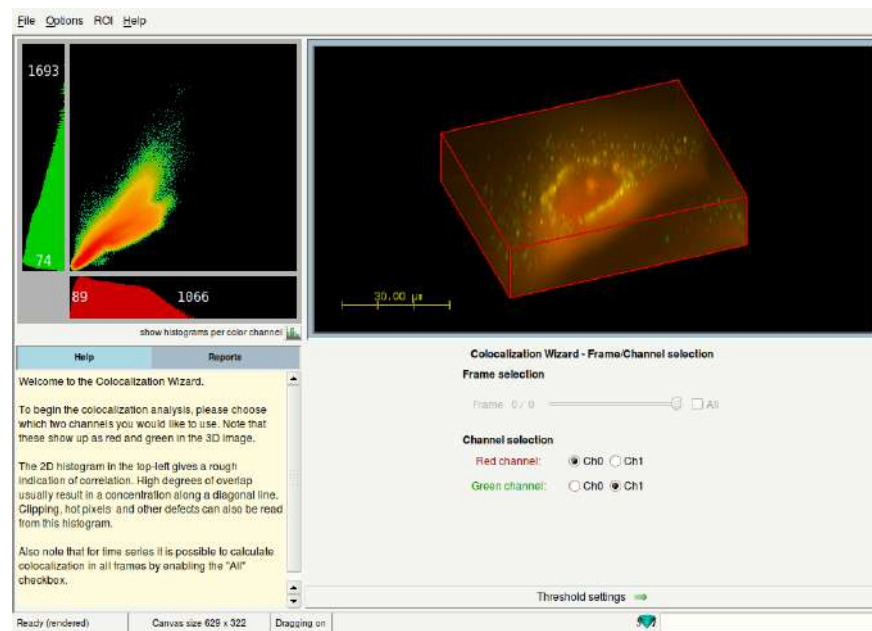 File Options ROI Help
1693
74
89 1066
30.00 μm
show histograms per color channel
Help Reports
Welcome to the Colocalization Wizard.
To begin the colocalization analysis, please choose
which two channels you would like to use. Note that
these show up as red and green in the 3D image.
The 2D histogram in the top-left gives a rough
indication of correlation. High degrees of overlap
usually result in a concentration along a diagonal line.
Clipping, hot pixels and other defects can also be read
from this histogram.
Also note that for time series it is possible to calculate
colocalization in all frames by enabling the "All"
checkbox.
Colocalization Wizard - Frame/Channel selection
Frame selection
Frame 0 / 0 All
Channel selection
Red channel: Ch0 Ch1
Green channel: Ch0 Ch1
Threshold settings
Ready (rendered) Canvas size 629 x 322 Dragging on